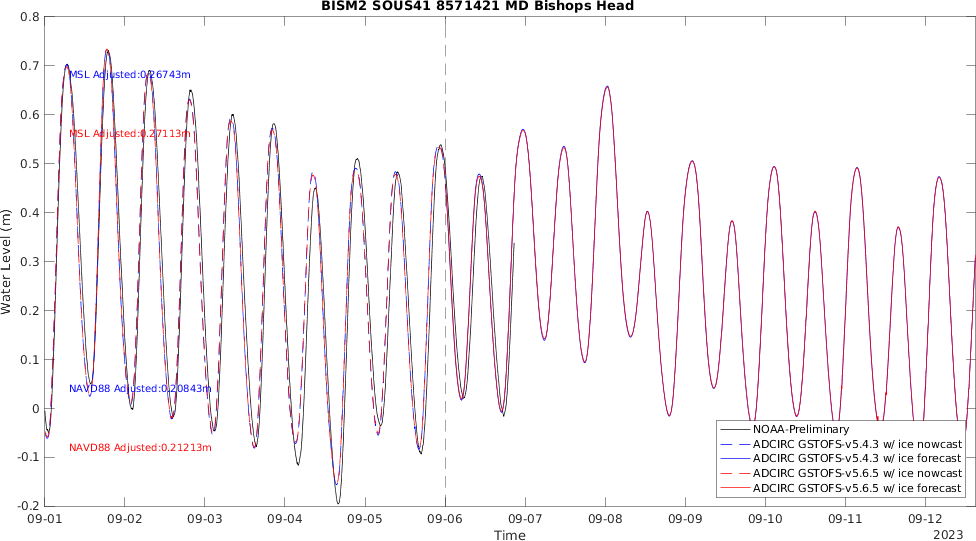 BISM2 SOUS41 8571421 MD Bishops Head
0.8
0.7
0.6
0.5
0.4
0.3
0.2
0.1
0
-0.1
-0.2
Water Level (m)
MSL Adjusted:0.26743m
MSL Adjusted:0.27113m
NAVD88 Adjusted:0.20843m
NAVD88 Adjusted:0.21213m
NOAA-Preliminary
ADCIRC GSTOFS-v5.4.3 w/ ice nowcast
ADCIRC GSTOFS-v5.4.3 w/ ice forecast
ADCIRC GSTOFS-v5.6.5 w/ ice nowcast
ADCIRC GSTOFS-v5.6.5 w/ ice forecast
09-01 09-02 09-03 09-04 09-05 09-06 09-07 09-08 09-09 09-10 09-11 09-12
Time
2023